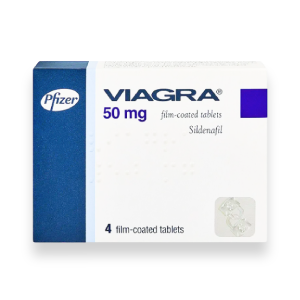 Pfizer
VIAGRA®
50 mg film-coated tablets
Sildenafil
4 film-coated tablets